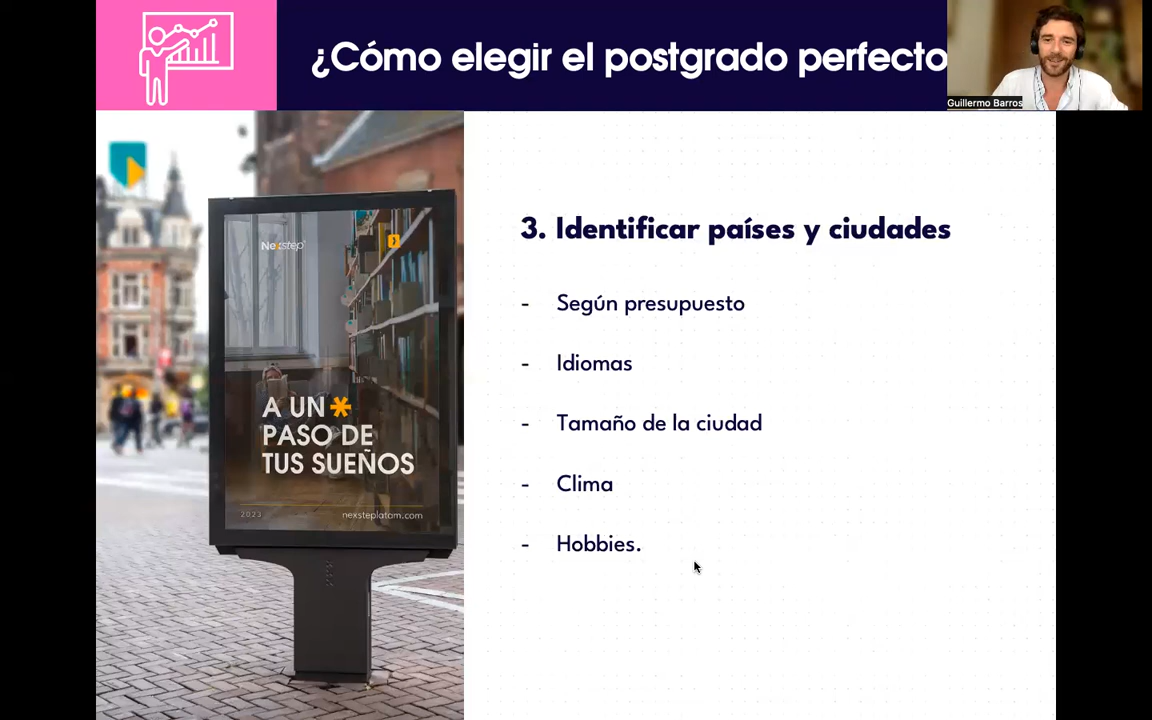 ¿Cómo elegir el postgrado perfecto
Guillermo Barros
3. Identificar países y ciudades
- Según presupuesto
- Idiomas
- Tamaño de la ciudad
- Clima
- Hobbies.
Nexstep
A UN *
PASO DE
TUS SUEÑOS
2023
nexsteplatam.com